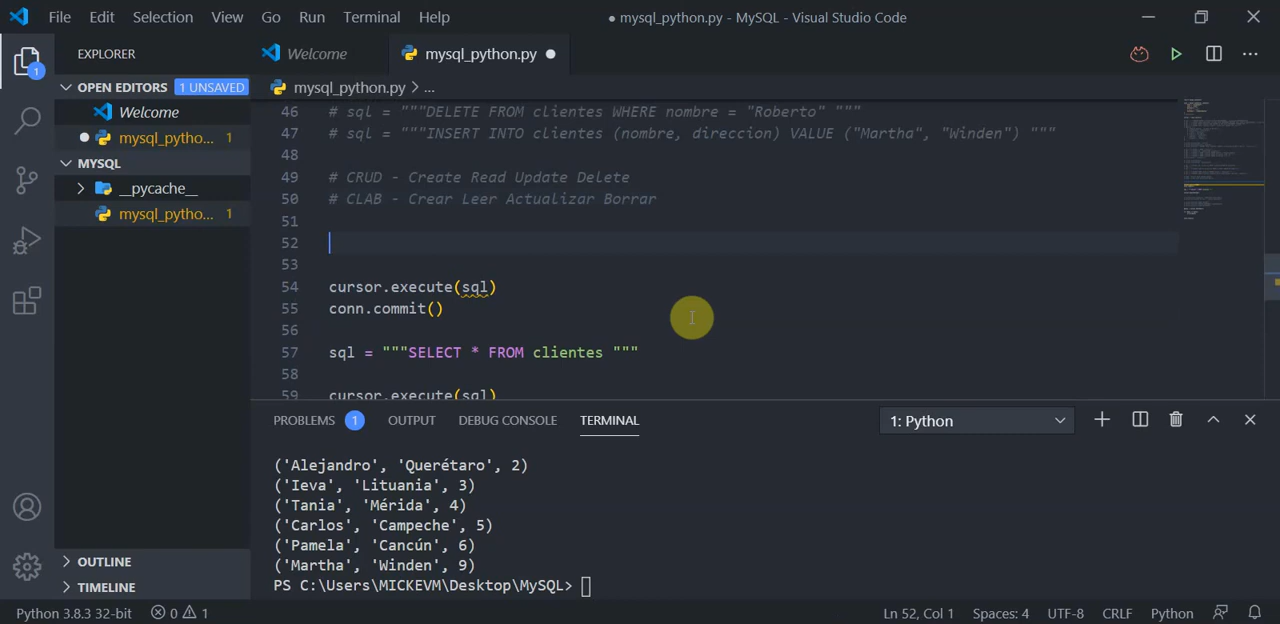 File Edit Selection View Go Run Terminal Help ● mysql_python.py - MySQL - Visual Studio Code
EXPLORER
Welcome
mysql_python.py
OPEN EDITORS 1 UNSAVED
Welcome
mysql_pytho... 1
MYSQL
__pycache__
mysql_pytho... 1
OUTLINE
TIMELINE
1
mysql_python.py > ...
46 # sql = """DELETE FROM clientes WHERE nombre = "Roberto" """
47 # sql = """INSERT INTO clientes (nombre, direccion) VALUE ("Martha", "Winden") """
48
49 # CRUD - Create Read Update Delete
50 # CLAB - Crear Leer Actualizar Borrar
51
52
53
54 cursor.execute(sql)
55 conn.commit()
56
57 sql = """SELECT * FROM clientes """
58
59 cursor.execute(sql)
PROBLEMS 1 OUTPUT DEBUG CONSOLE TERMINAL 1: Python
('Alejandro', 'Querétaro', 2)
('Ieva', 'Lituania', 3)
('Tania', 'Mérida', 4)
('Carlos', 'Campeche', 5)
('Pamela', 'Cancún', 6)
('Martha', 'Winden', 9)
PS C:\Users\MICKEVM\Desktop\MySQL>
Python 3.8.3 32-bit 0 1 Ln 52, Col 1 Spaces: 4 UTF-8 CRLF Python